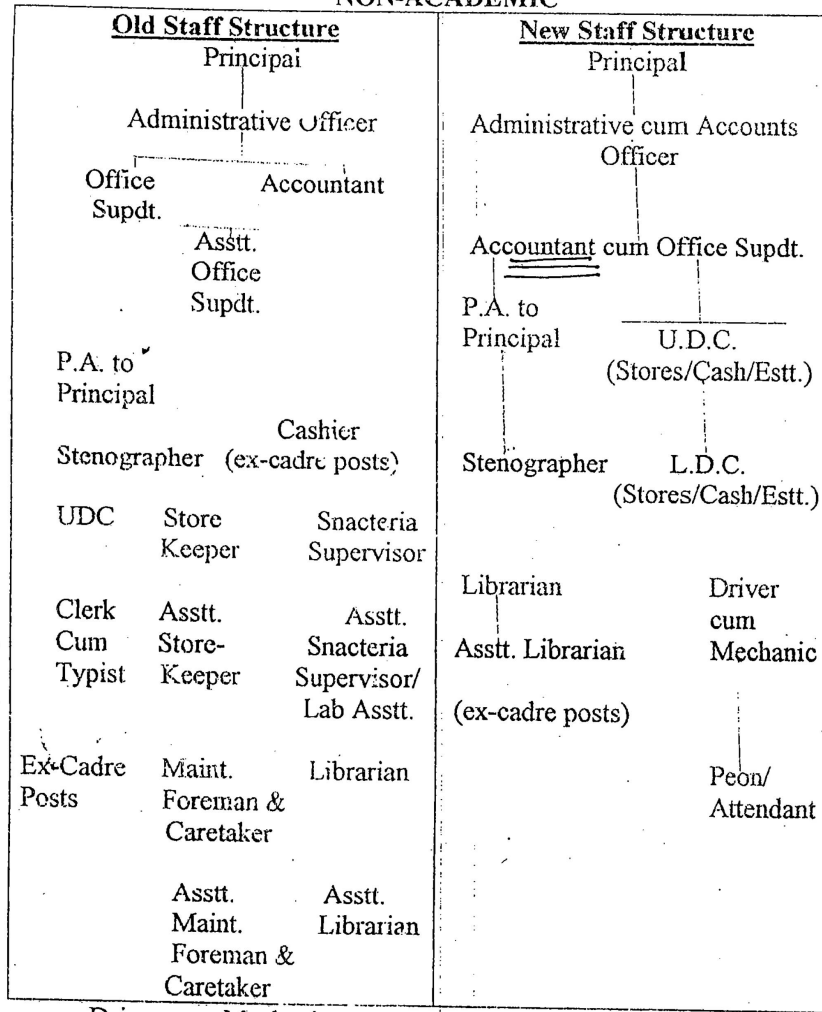 NON-ACADEMIC
Old Staff Structure
Principal
Administrative Officer
Office Accountant
Supdt.
Asstt.
Office
Supdt.
P.A. to
Principal
Cashier
Stenographer (ex-cadre posts)
UDC Store Snacteria
Keeper Supervisor
Clerk Asstt. Asstt.
Cum Store- Snacteria
Typist Keeper Supervisor/
Lab Asstt.
Ex-Cadre Maint. Librarian
Posts Foreman &
Caretaker
Asstt. Asstt.
Maint. Librarian
Foreman &
Caretaker
New Staff Structure
Principal
Administrative cum Accounts
Officer
Accountant cum Office Supdt.
P.A. to
Principal U.D.C.
(Stores/Cash/Estt.)
Stenographer L.D.C.
(Stores/Cash/Estt.)
Librarian Driver
cum
Asstt. Librarian Mechanic
(ex-cadre posts)
Peon/
Attendant